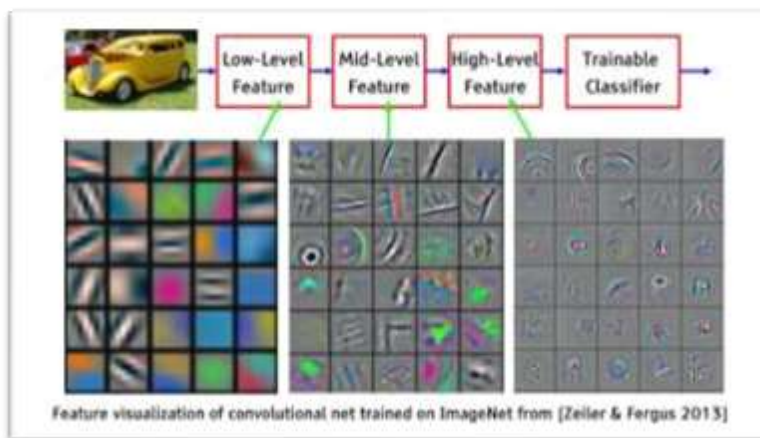 Low-Level
Feature
Mid-Level
Feature
High-Level
Feature
Trainable
Classifier
Feature visualization of convolutional net trained on ImageNet from [Zeiler & Fergus 2013]